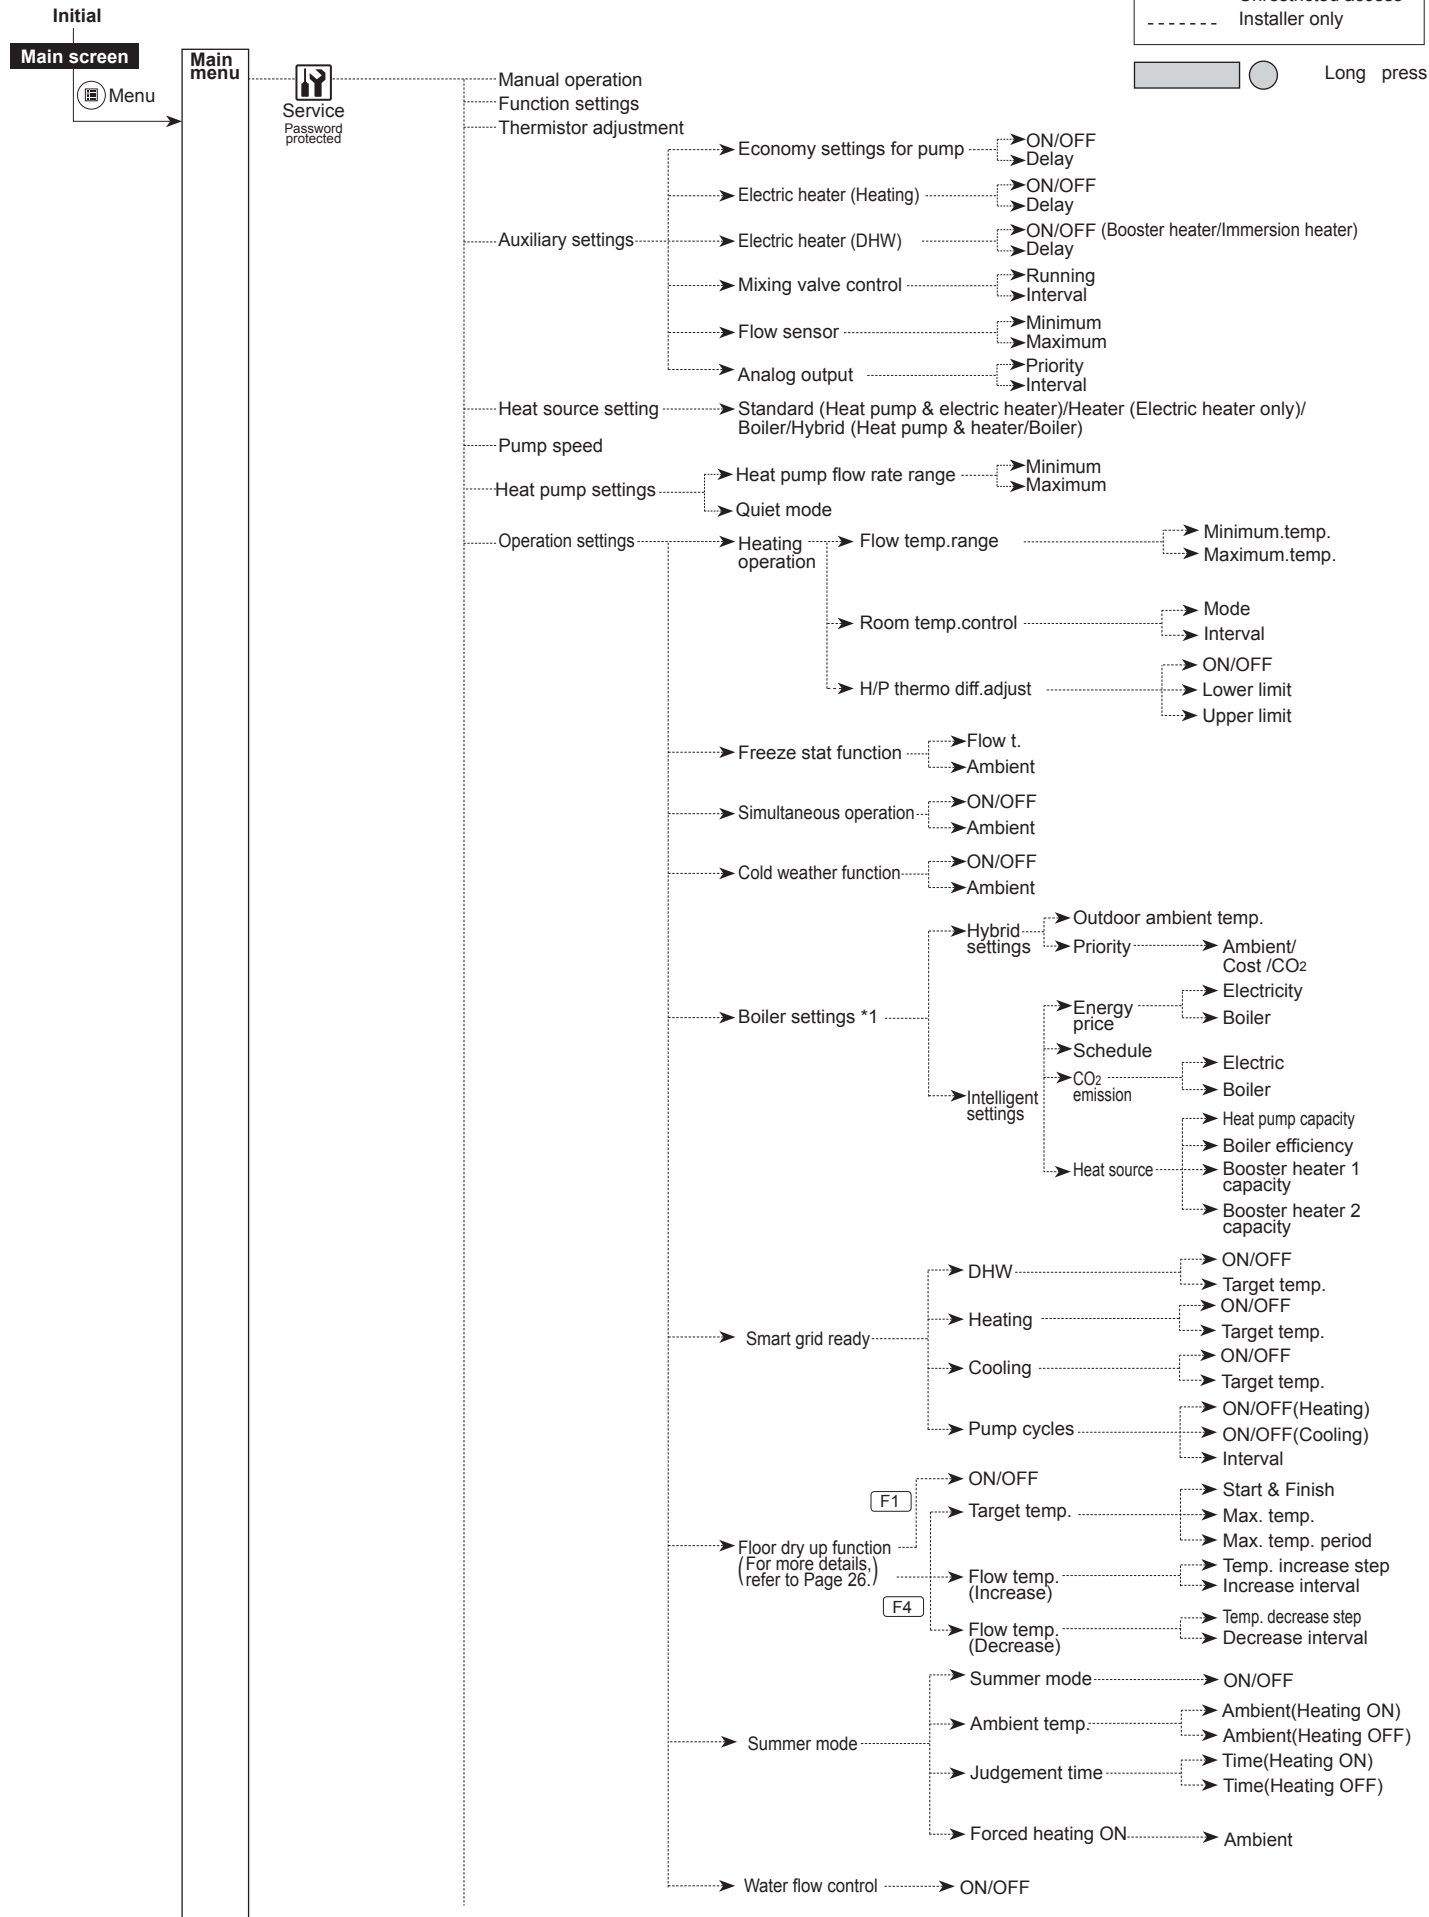 Initial
Installer only
Main screen
Main
menu
Long press
Menu
Service
Password
protected
Manual operation
Function settings
Thermistor adjustment
Economy settings for pump
ON/OFF
Delay
Electric heater (Heating)
ON/OFF
Delay
Auxiliary settings
Electric heater (DHW)
ON/OFF (Booster heater/Immersion heater)
Delay
Mixing valve control
Running
Interval
Flow sensor
Minimum
Maximum
Analog output
Priority
Interval
Heat source setting
Standard (Heat pump & electric heater)/Heater (Electric heater only)/
Boiler/Hybrid (Heat pump & heater/Boiler)
Pump speed
Heat pump settings
Heat pump flow rate range
Minimum
Maximum
Quiet mode
Operation settings
Heating
operation
Flow temp.range
Minimum.temp.
Maximum.temp.
Room temp.control
Mode
Interval
H/P thermo diff.adjust
ON/OFF
Lower limit
Upper limit
Freeze stat function
Flow t.
Ambient
Simultaneous operation
ON/OFF
Ambient
Cold weather function
ON/OFF
Ambient
Boiler settings *1
Hybrid
settings
Outdoor ambient temp.
Priority
Ambient/
Cost /CO2
Intelligent
settings
Energy
price
Electricity
Boiler
Schedule
CO2
emission
Electric
Boiler
Heat source
Heat pump capacity
Boiler efficiency
Booster heater 1
capacity
Booster heater 2
capacity
Smart grid ready
DHW
ON/OFF
Target temp.
Heating
ON/OFF
Target temp.
Cooling
ON/OFF
Target temp.
Pump cycles
ON/OFF(Heating)
ON/OFF(Cooling)
Interval
Floor dry up function
(For more details,
refer to Page 26.)
F1
ON/OFF
F4
Target temp.
Start & Finish
Max. temp.
Max. temp. period
Flow temp.
(Increase)
Temp. increase step
Increase interval
Flow temp.
(Decrease)
Temp. decrease step
Decrease interval
Summer mode
Summer mode
ON/OFF
Ambient temp.
Ambient(Heating ON)
Ambient(Heating OFF)
Judgement time
Time(Heating ON)
Time(Heating OFF)
Forced heating ON
Ambient
Water flow control
ON/OFF